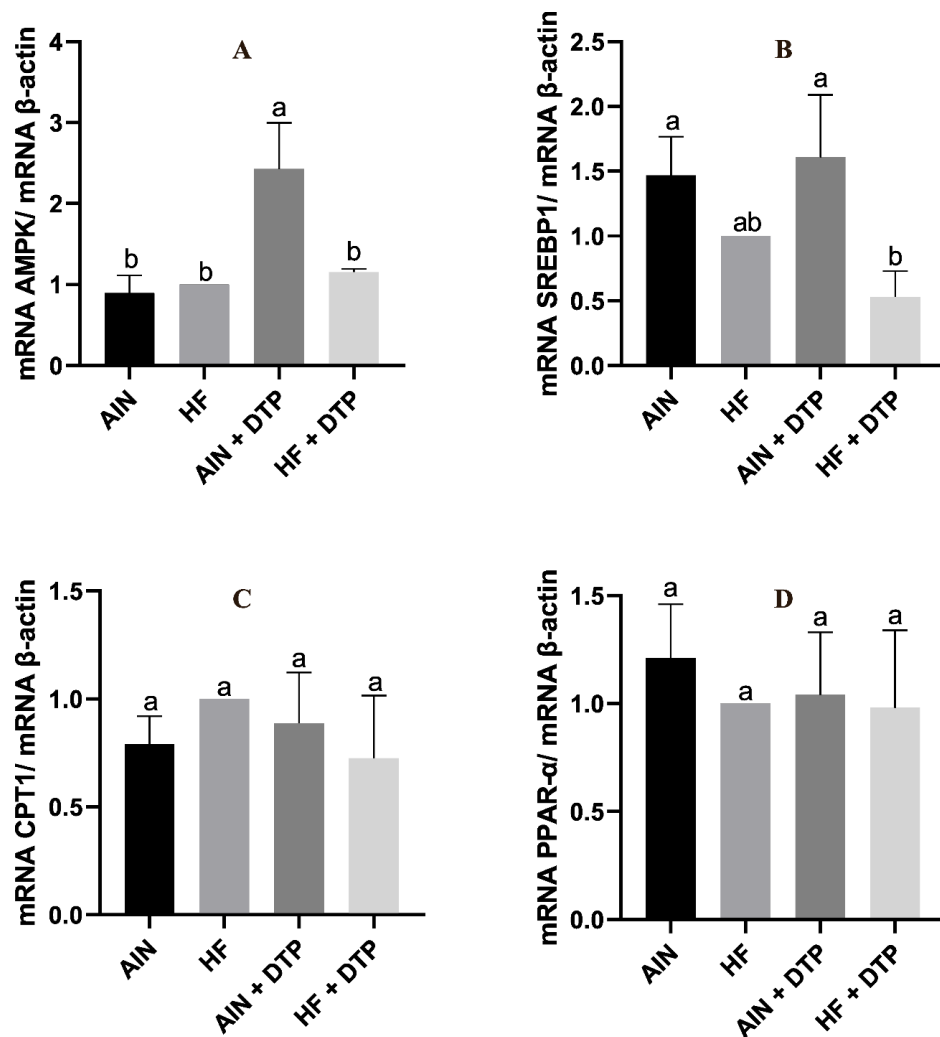 A
mRNA AMPK/ mRNA β-actin
4
3
2
1
0
b
b
a
b
AIN
HF
AIN + DTP
HF + DTP
B
mRNA SREBP1/ mRNA β-actin
2.5
2.0
1.5
1.0
0.5
0.0
a
ab
a
b
AIN
HF
AIN + DTP
HF + DTP
C
mRNA CPT1/ mRNA β-actin
1.5
1.0
0.5
0.0
a
a
a
a
AIN
HF
AIN + DTP
HF + DTP
D
mRNA PPAR-α/ mRNA β-actin
1.5
1.0
0.5
0.0
a
a
a
a
AIN
HF
AIN + DTP
HF + DTP